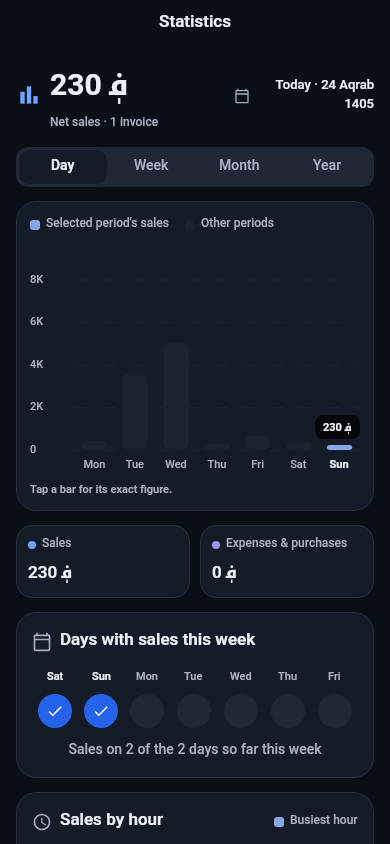 Statistics
230 ؋
Today · 24 Aqrab
1405
Net sales · 1 invoice
Day Week Month Year
Selected period's sales Other periods
8K
6K
4K
2K
230 ؋
0
Mon Tue Wed Thu Fri Sat Sun
Tap a bar for its exact figure.
Sales
230 ؋
Expenses & purchases
0 ؋
Days with sales this week
Sat Sun Mon Tue Wed Thu Fri
Sales on 2 of the 2 days so far this week
Sales by hour Busiest hour